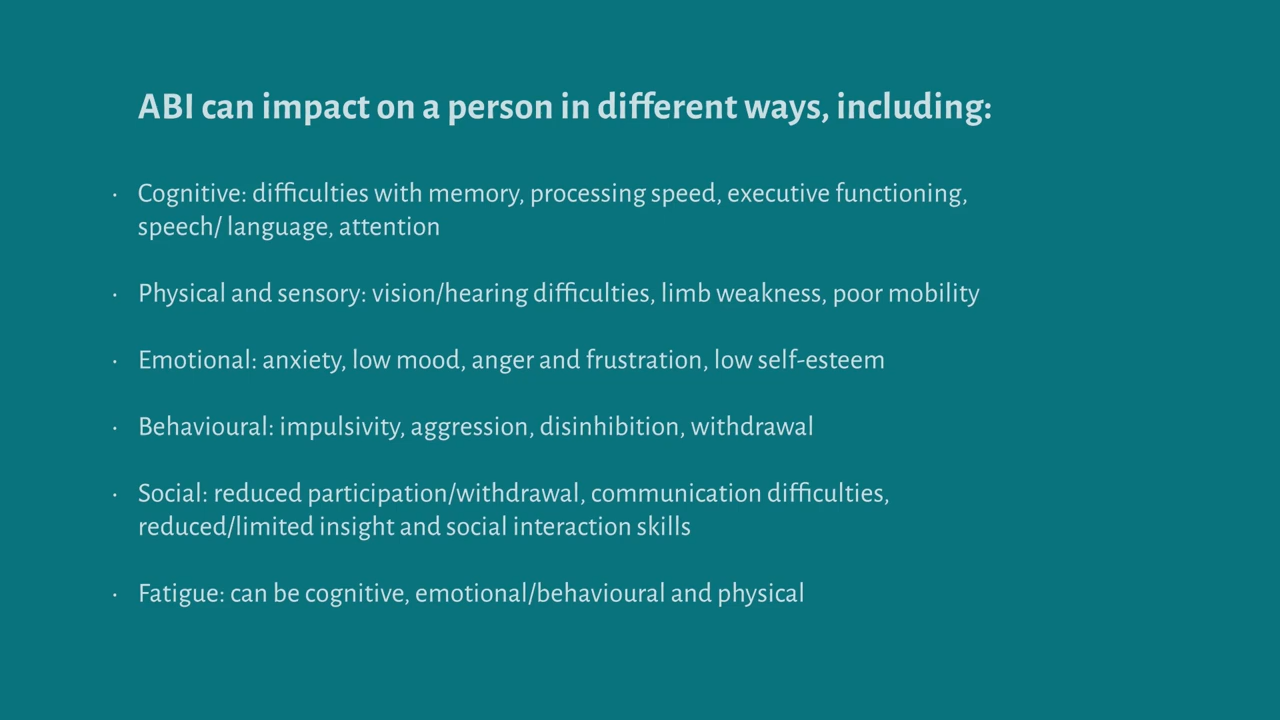 ABI can impact on a person in different ways, including:
· Cognitive: difficulties with memory, processing speed, executive functioning,
speech/ language, attention
· Physical and sensory: vision/hearing difficulties, limb weakness, poor mobility
· Emotional: anxiety, low mood, anger and frustration, low self-esteem
· Behavioural: impulsivity, aggression, disinhibition, withdrawal
· Social: reduced participation/withdrawal, communication difficulties,
reduced/limited insight and social interaction skills
· Fatigue: can be cognitive, emotional/behavioural and physical